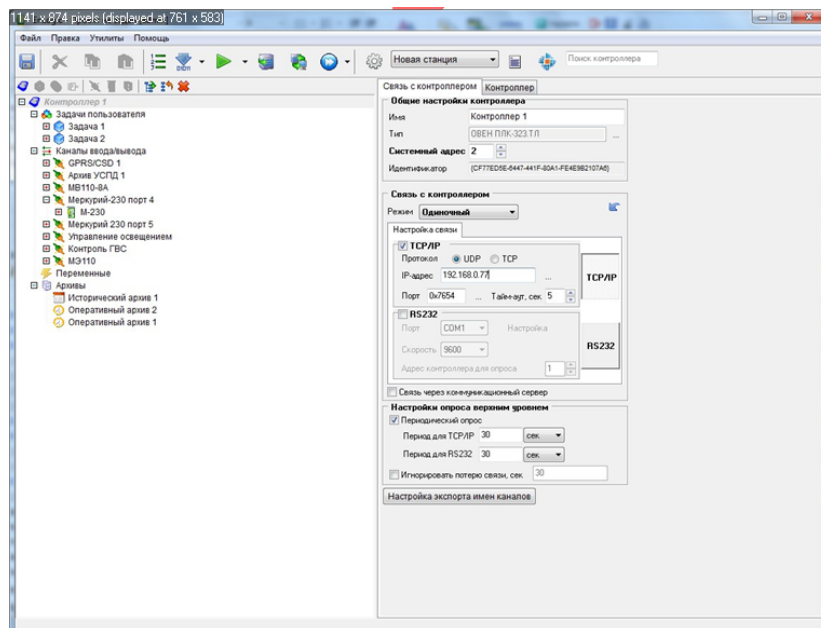 1141 x 874 pixels (displayed at 761 x 583)
Файл Правка Утилиты Помощь
Новая станция
Поиск контроллера
Контроллер 1
Задачи пользователя
Задача 1
Задача 2
Каналы ввода/вывода
GPRS/CSD 1
Архив УСПД 1
МВ110-8А
Меркурий-230 порт 4
М-230
Меркурий 230 порт 5
Управление освещением
Контроль ГВС
МЭ110
Переменные
Архивы
Исторический архив 1
Оперативный архив 2
Оперативный архив 1
Связь с контроллером Контроллер
Общие настройки контроллера
Имя Контроллер 1
Тип ОВЕН ПЛК-323.ТЛ ...
Системный адрес 2
Идентификатор {CF77ED5E-6447-441F-80A1-FE4E9B2107A6}
Связь с контроллером
Режим Одиночный
Настройка связи
TCP/IP
Протокол UDP TCP
IP-адрес 192.168.0.77 ...
TCP/IP
Порт 0x7654 ... Тайм-аут, сек 5
RS232
Порт COM1 Настройка
Скорость 9600
RS232
Адрес контроллера для опроса 1
Связь через коммуникационный сервер
Настройки опроса верхним уровнем
Периодический опрос
Период для TCP/IP 30 сек
Период для RS232 30 сек
Игнорировать потерю связи, сек 30
Настройка экспорта имен каналов